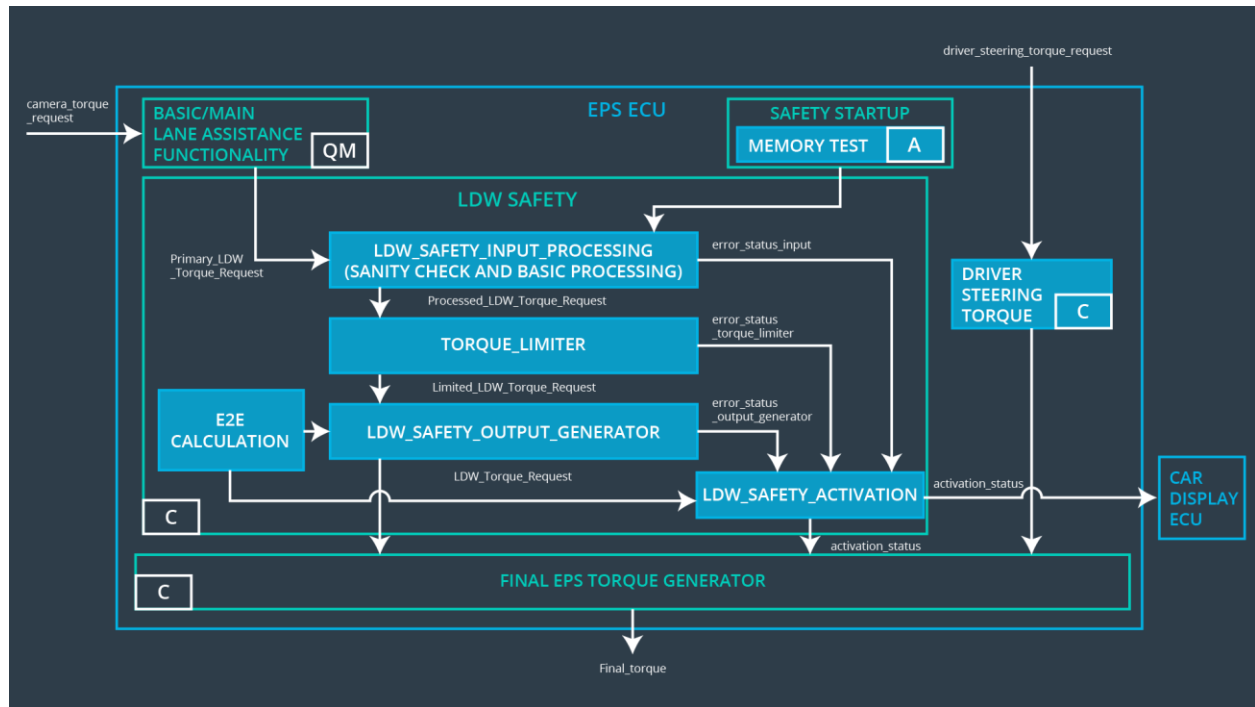 driver_steering_torque_request
camera_torque
_request
EPS ECU
BASIC/MAIN
LANE ASSISTANCE
FUNCTIONALITY
QM
SAFETY STARTUP
MEMORY TEST
A
LDW SAFETY
Primary_LDW
_Torque_Request
LDW_SAFETY_INPUT_PROCESSING
(SANITY CHECK AND BASIC PROCESSING)
error_status_input
Processed_LDW_Torque_Request
DRIVER
STEERING
TORQUE
C
TORQUE_LIMITER
error_status
_torque_limiter
Limited_LDW_Torque_Request
E2E
CALCULATION
LDW_SAFETY_OUTPUT_GENERATOR
error_status
_output_generator
LDW_Torque_Request
LDW_SAFETY_ACTIVATION
activation_status
CAR
DISPLAY
ECU
C
activation_status
FINAL EPS TORQUE GENERATOR
C
Final_torque